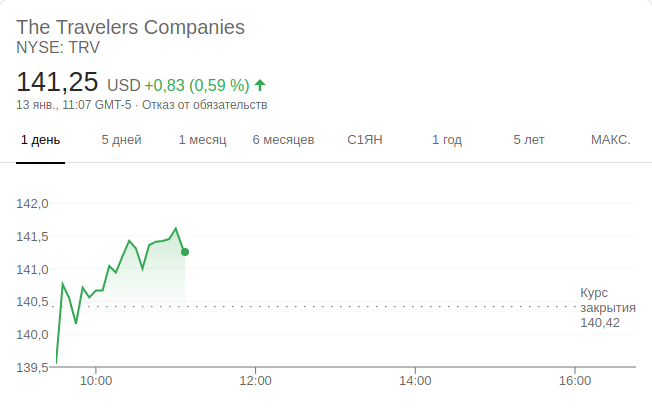 The Travelers Companies
NYSE: TRV
141,25 USD +0,83 (0,59 %)
13 янв., 11:07 GMT-5 · Отказ от обязательств
1 день 5 дней 1 месяц 6 месяцев С1ЯН 1 год 5 лет МАКС.
142,0
141,5
141,0
140,5
140,0
139,5
Курс
закрытия
140,42
10:00 12:00 14:00 16:00